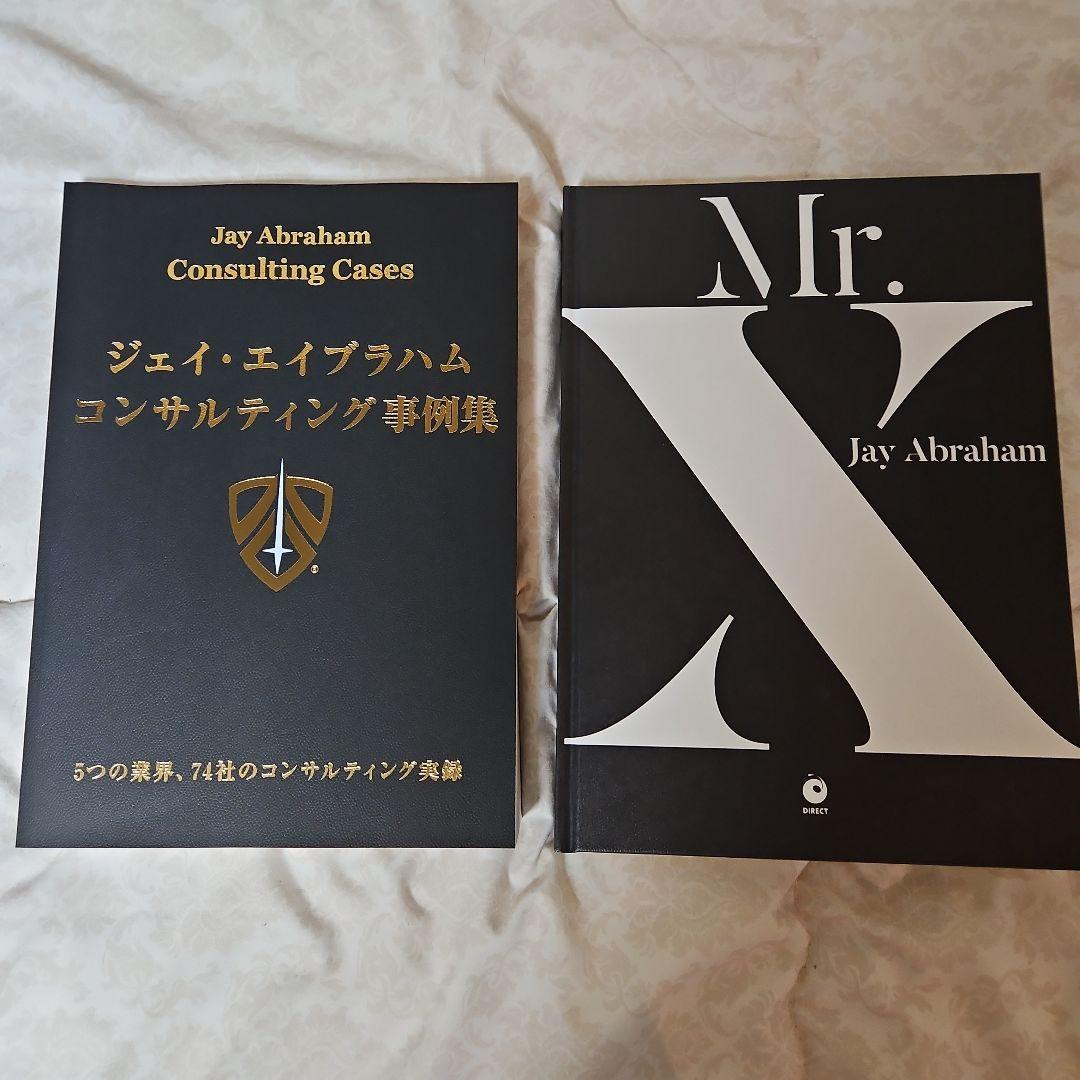 Jay Abraham
Consulting Cases
ジェイ・エイブラハム
コンサルティング事例集
5つの業界、74社のコンサルティング実録
Mr.
X
Jay Abraham
DIRECT